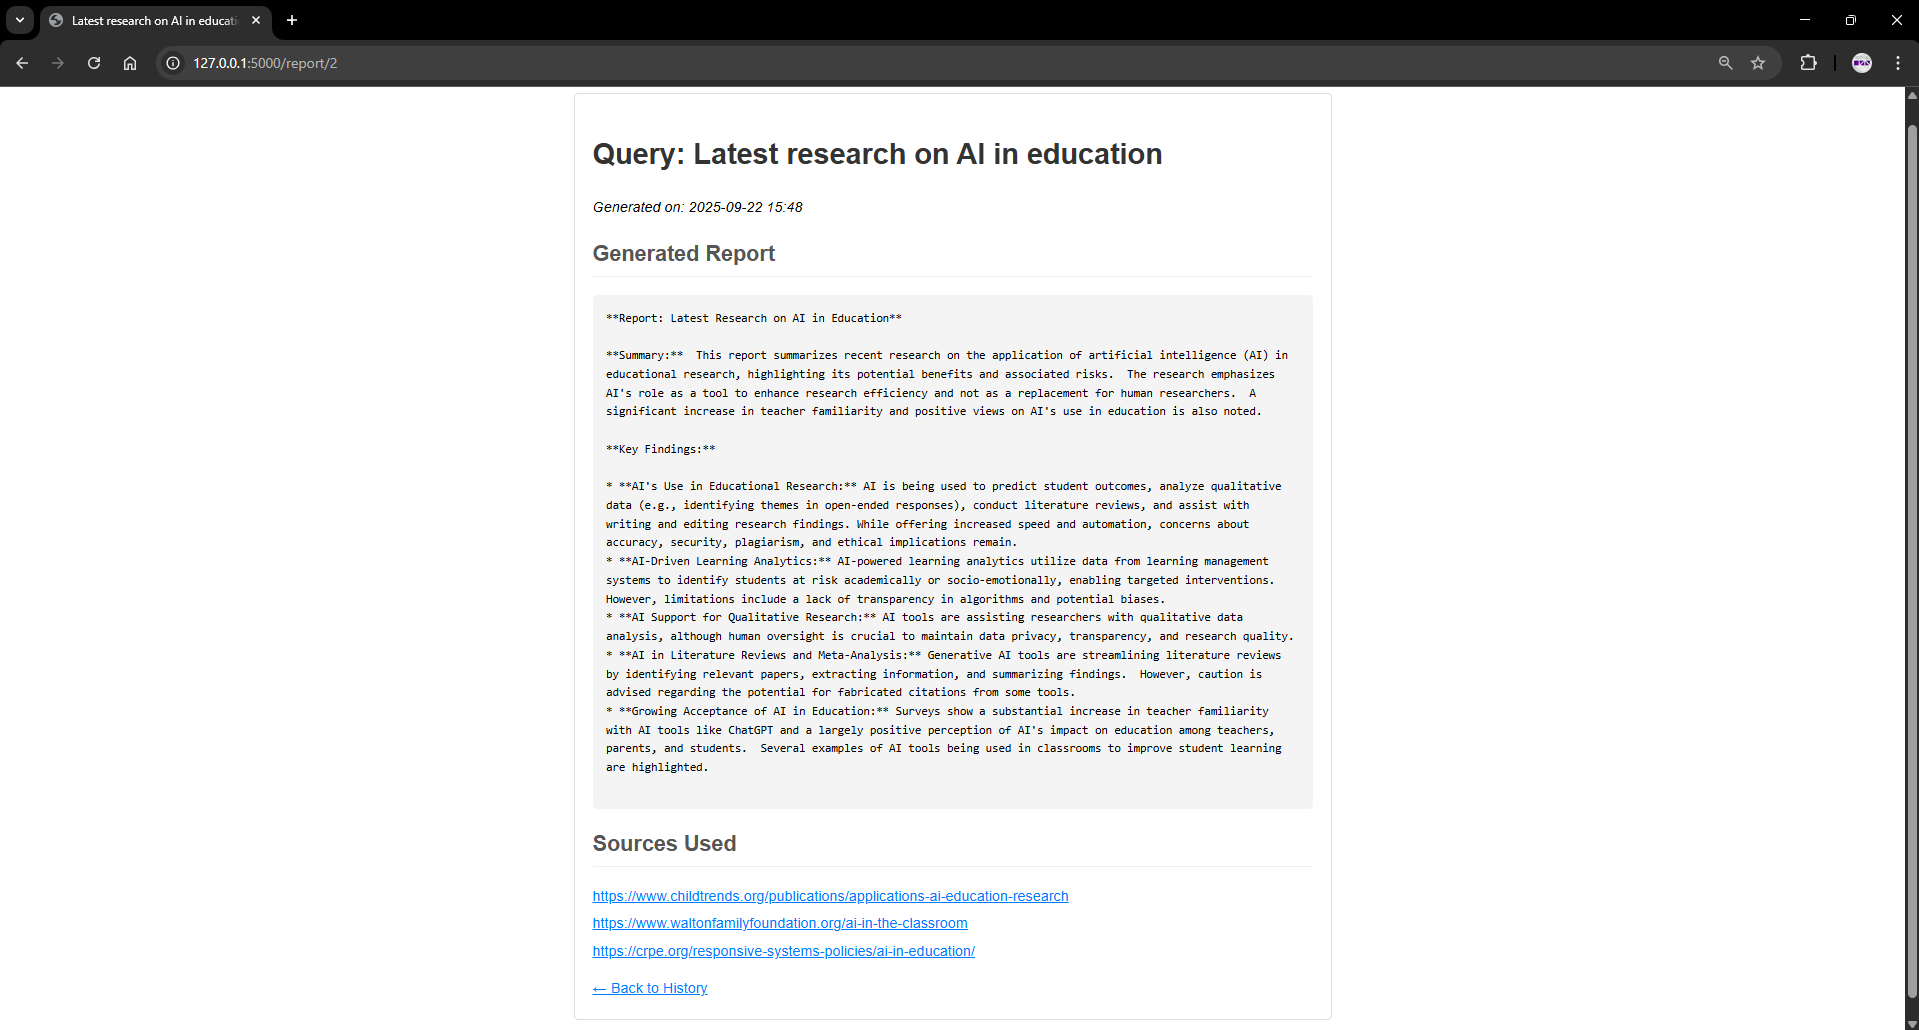 Latest research on AI in educati
127.0.0.1:5000/report/2
Query: Latest research on AI in education
Generated on: 2025-09-22 15:48
Generated Report
**Report: Latest Research on AI in Education**
**Summary:**  This report summarizes recent research on the application of artificial intelligence (AI) in
educational research, highlighting its potential benefits and associated risks.  The research emphasizes
AI's role as a tool to enhance research efficiency and not as a replacement for human researchers.  A
significant increase in teacher familiarity and positive views on AI's use in education is also noted.
**Key Findings:**
* **AI's Use in Educational Research:** AI is being used to predict student outcomes, analyze qualitative
data (e.g., identifying themes in open-ended responses), conduct literature reviews, and assist with
writing and editing research findings. While offering increased speed and automation, concerns about
accuracy, security, plagiarism, and ethical implications remain.
* **AI-Driven Learning Analytics:** AI-powered learning analytics utilize data from learning management
systems to identify students at risk academically or socio-emotionally, enabling targeted interventions.
However, limitations include a lack of transparency in algorithms and potential biases.
* **AI Support for Qualitative Research:** AI tools are assisting researchers with qualitative data
analysis, although human oversight is crucial to maintain data privacy, transparency, and research quality.
* **AI in Literature Reviews and Meta-Analysis:** Generative AI tools are streamlining literature reviews
by identifying relevant papers, extracting information, and summarizing findings.  However, caution is
advised regarding the potential for fabricated citations from some tools.
* **Growing Acceptance of AI in Education:** Surveys show a substantial increase in teacher familiarity
with AI tools like ChatGPT and a largely positive perception of AI's impact on education among teachers,
parents, and students.  Several examples of AI tools being used in classrooms to improve student learning
are highlighted.
Sources Used
https://www.childtrends.org/publications/applications-ai-education-research
https://www.waltonfamilyfoundation.org/ai-in-the-classroom
https://crpe.org/responsive-systems-policies/ai-in-education/
← Back to History